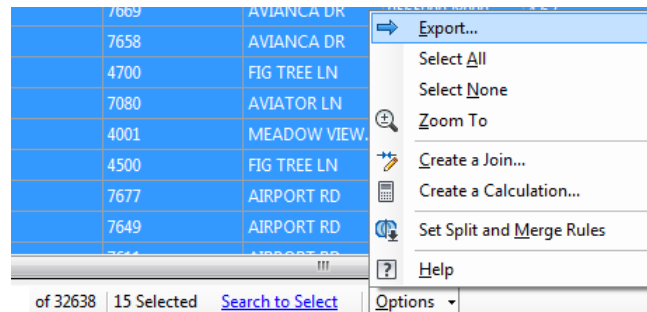 7669 AVIANCA DR
Export...
7658 AVIANCA DR
Select All
4700 FIG TREE LN
Select None
7080 AVIATOR LN
Zoom To
4001 MEADOW VIEW...
4500 FIG TREE LN
Create a Join...
7677 AIRPORT RD
Create a Calculation...
7649 AIRPORT RD
Set Split and Merge Rules
Help
of 32638 15 Selected Search to Select Options